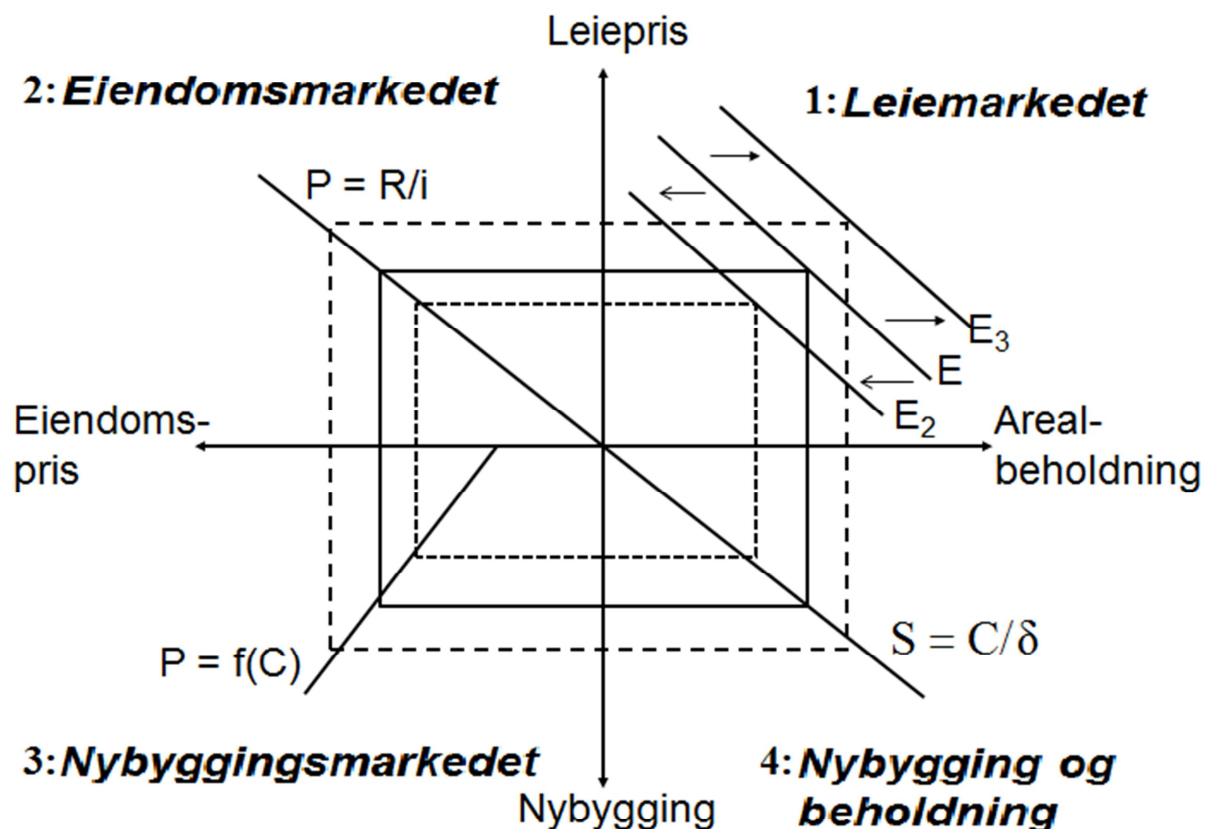 Leiepris
2: Eiendomsmarkedet
1: Leiemarkedet
P = R/i
E₃
E
E₂
Eiendoms-
pris
Areal-
beholdning
P = f(C)
S = C/δ
3: Nybyggingsmarkedet
Nybygging
4: Nybygging og
beholdning